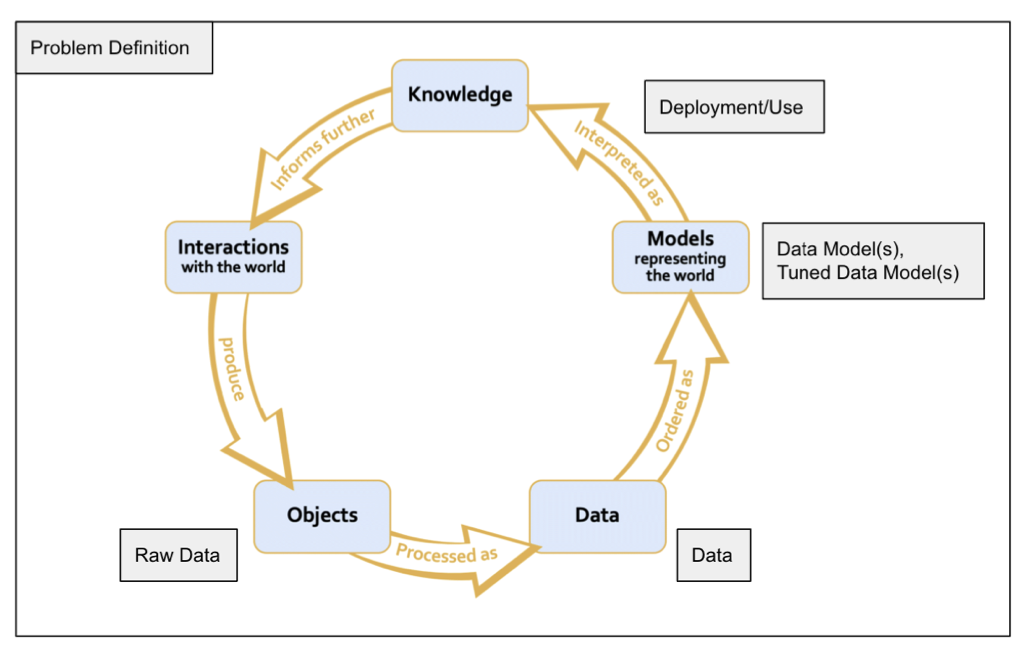 Problem Definition
Knowledge
Deployment/Use
Informs further
Interpreted as
Interactions
with the world
Models
representing
the world
Data Model(s),
Tuned Data Model(s)
produce
Ordered as
Objects
Data
Raw Data
Processed as
Data